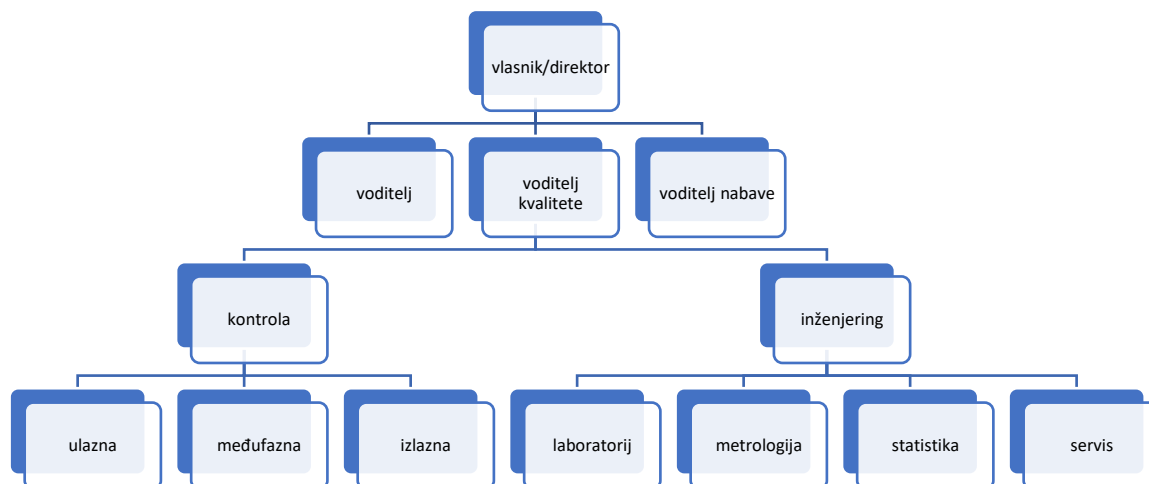 vlasnik/direktor
voditelj
voditelj
kvalitete
voditelj nabave
kontrola
inženjering
ulazna
međufazna
izlazna
laboratorij
metrologija
statistika
servis